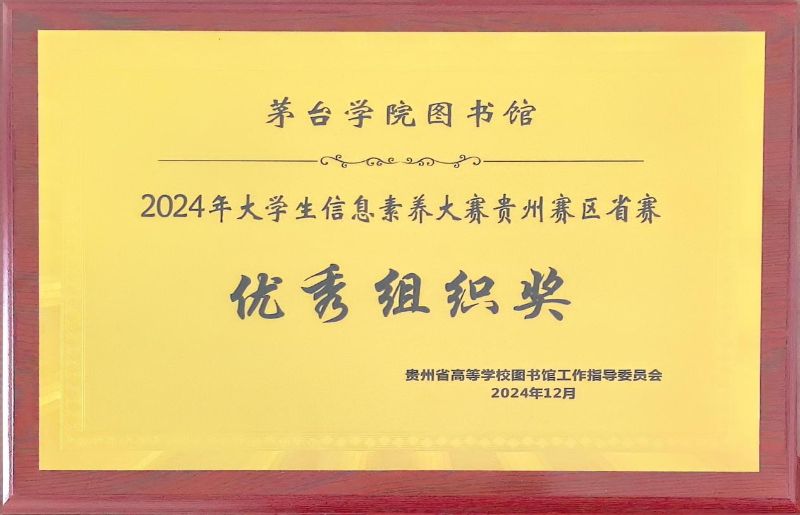 茅台学院图书馆
2024年大学生信息素养大赛贵州赛区省赛
优秀组织奖
贵州省高等学校图书馆工作指导委员会
2024年12月